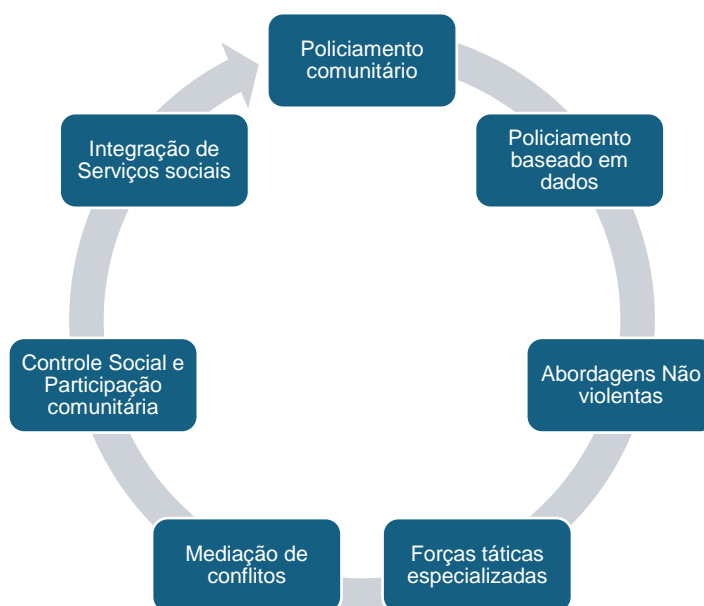 Policiamento
comunitário
Policiamento
baseado em
dados
Abordagens Não
violentas
Forças táticas
especializadas
Mediação de
conflitos
Controle Social e
Participação
comunitária
Integração de
Serviços sociais